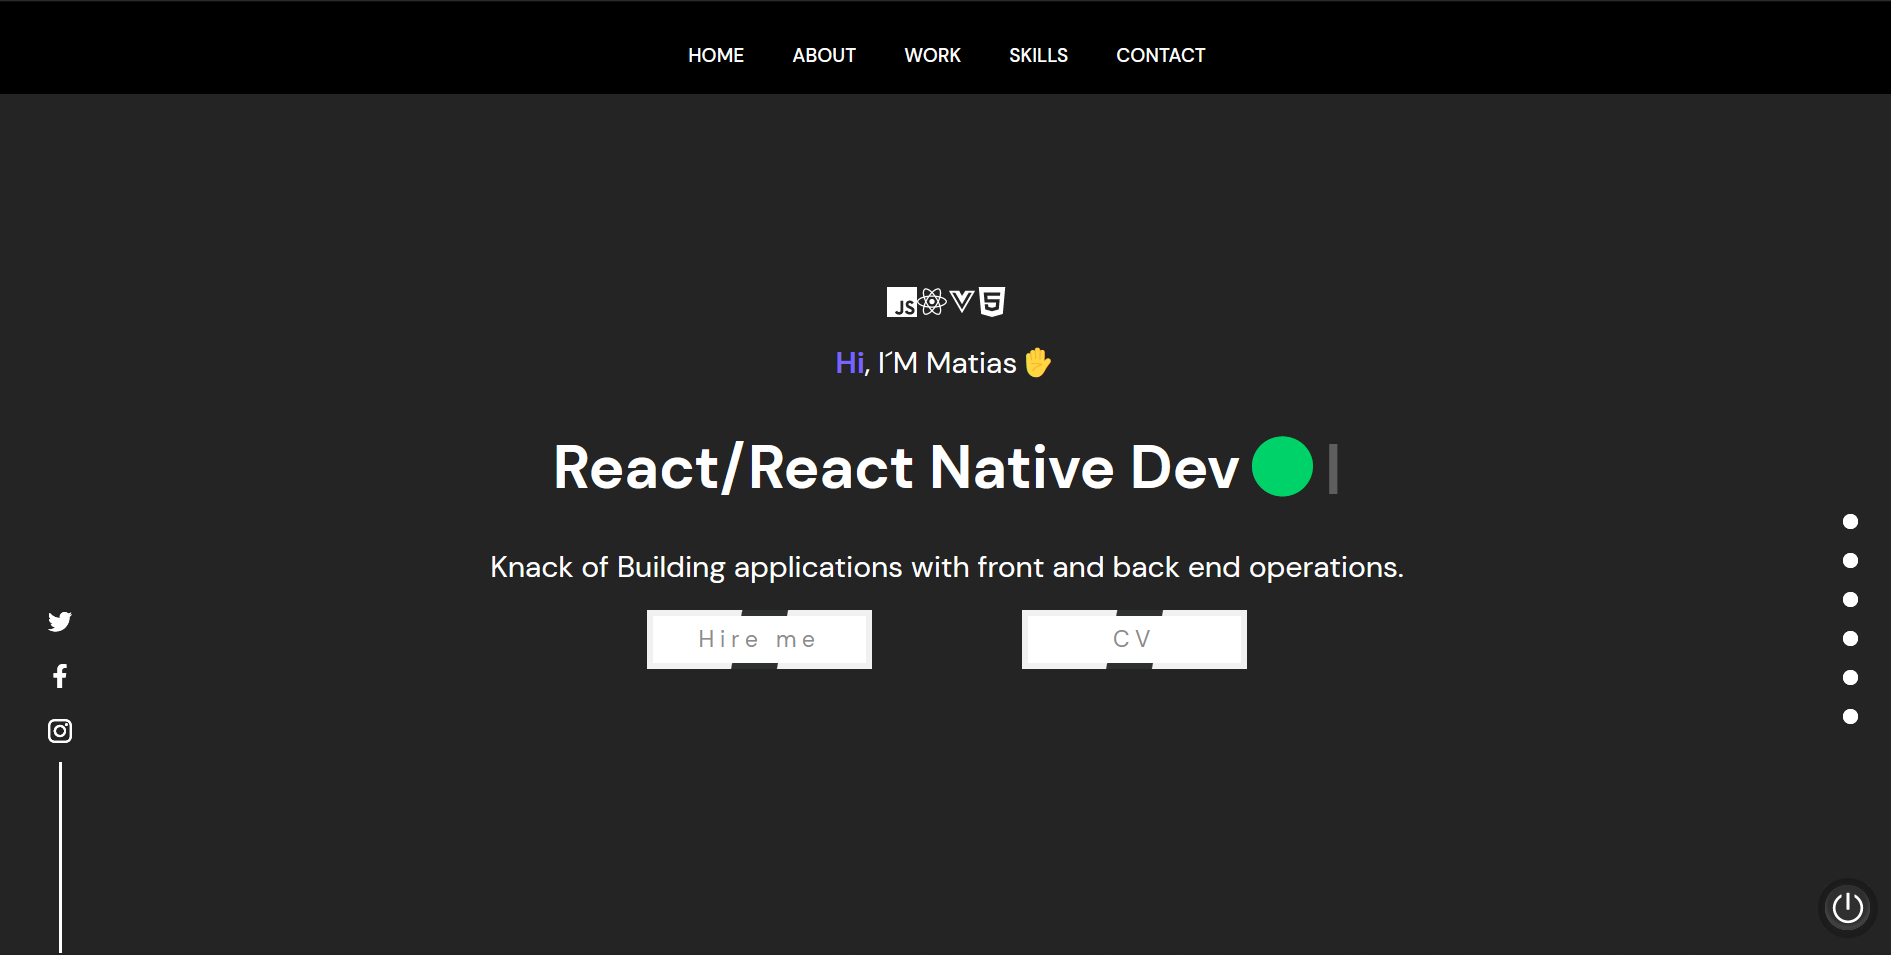 HOME ABOUT WORK SKILLS CONTACT
JS
Hi, I´M Matias ✋
React/React Native Dev 🟢 |
Knack of Building applications with front and back end operations.
Hire me CV